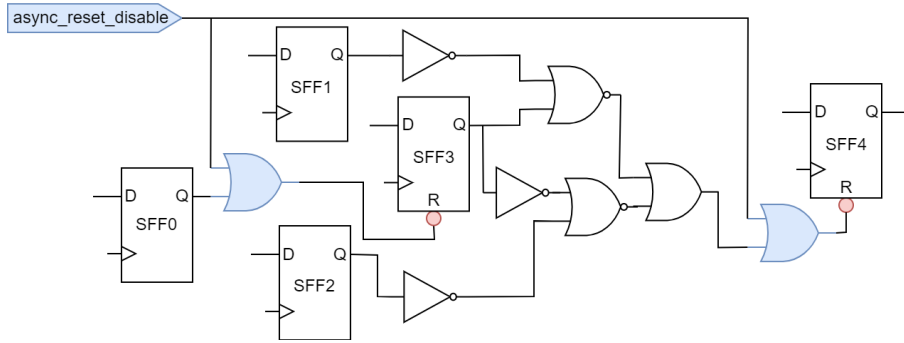 async_reset_disable
D Q
SFF1
D Q
SFF3
R
D Q
SFF4
R
D Q
SFF0
D Q
SFF2